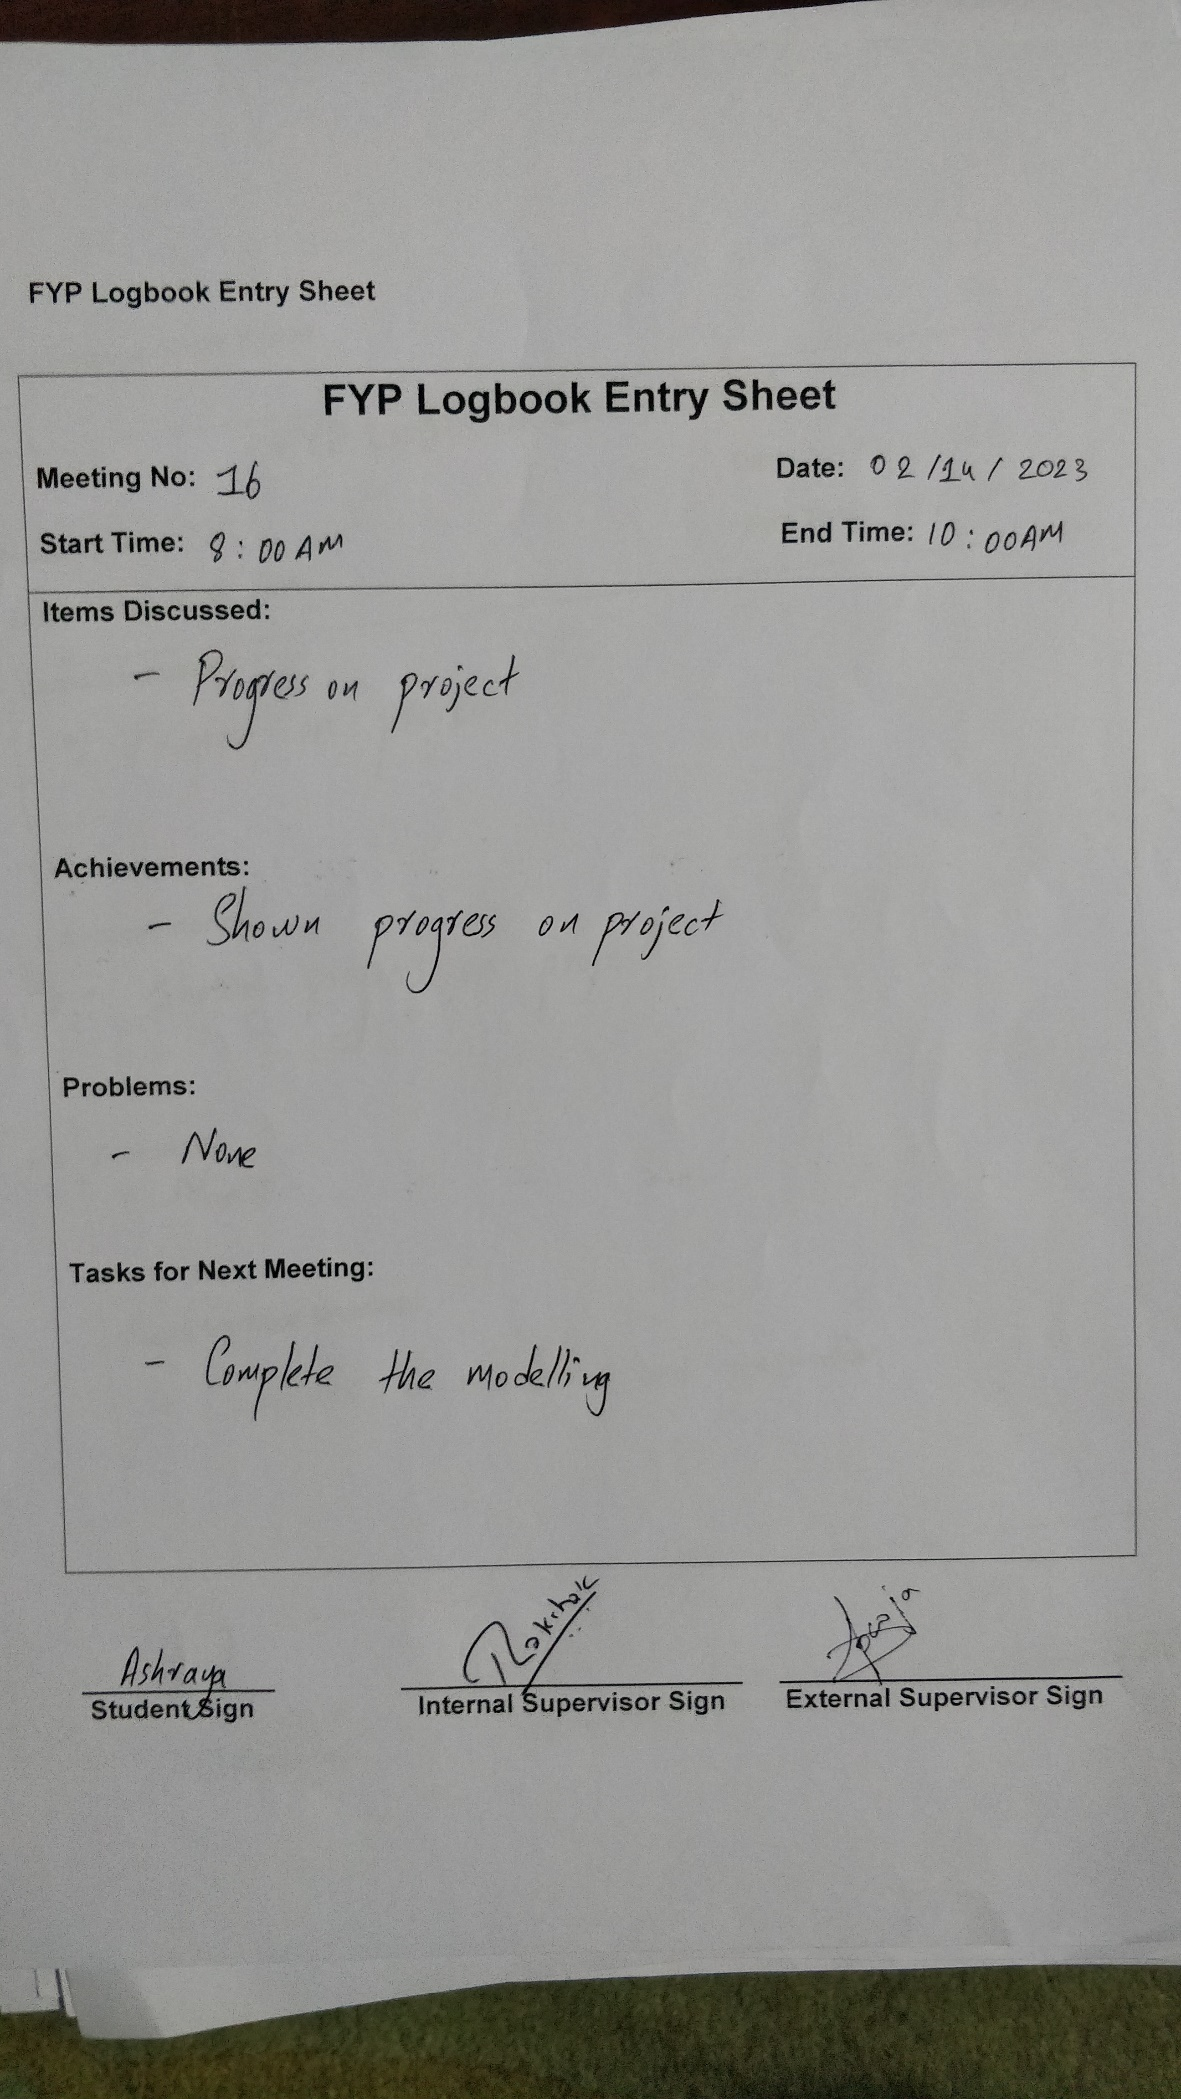 FYP Logbook Entry Sheet
FYP Logbook Entry Sheet
Meeting No: 16
Date: 02/14/2023
Start Time: 8:00 AM
End Time: 10:00AM
Items Discussed:
- Progress on project
Achievements:
- Shown progress on project
Problems:
- None
Tasks for Next Meeting:
- Complete the modelling
Ashraya
Student Sign
Internal Supervisor Sign
External Supervisor Sign